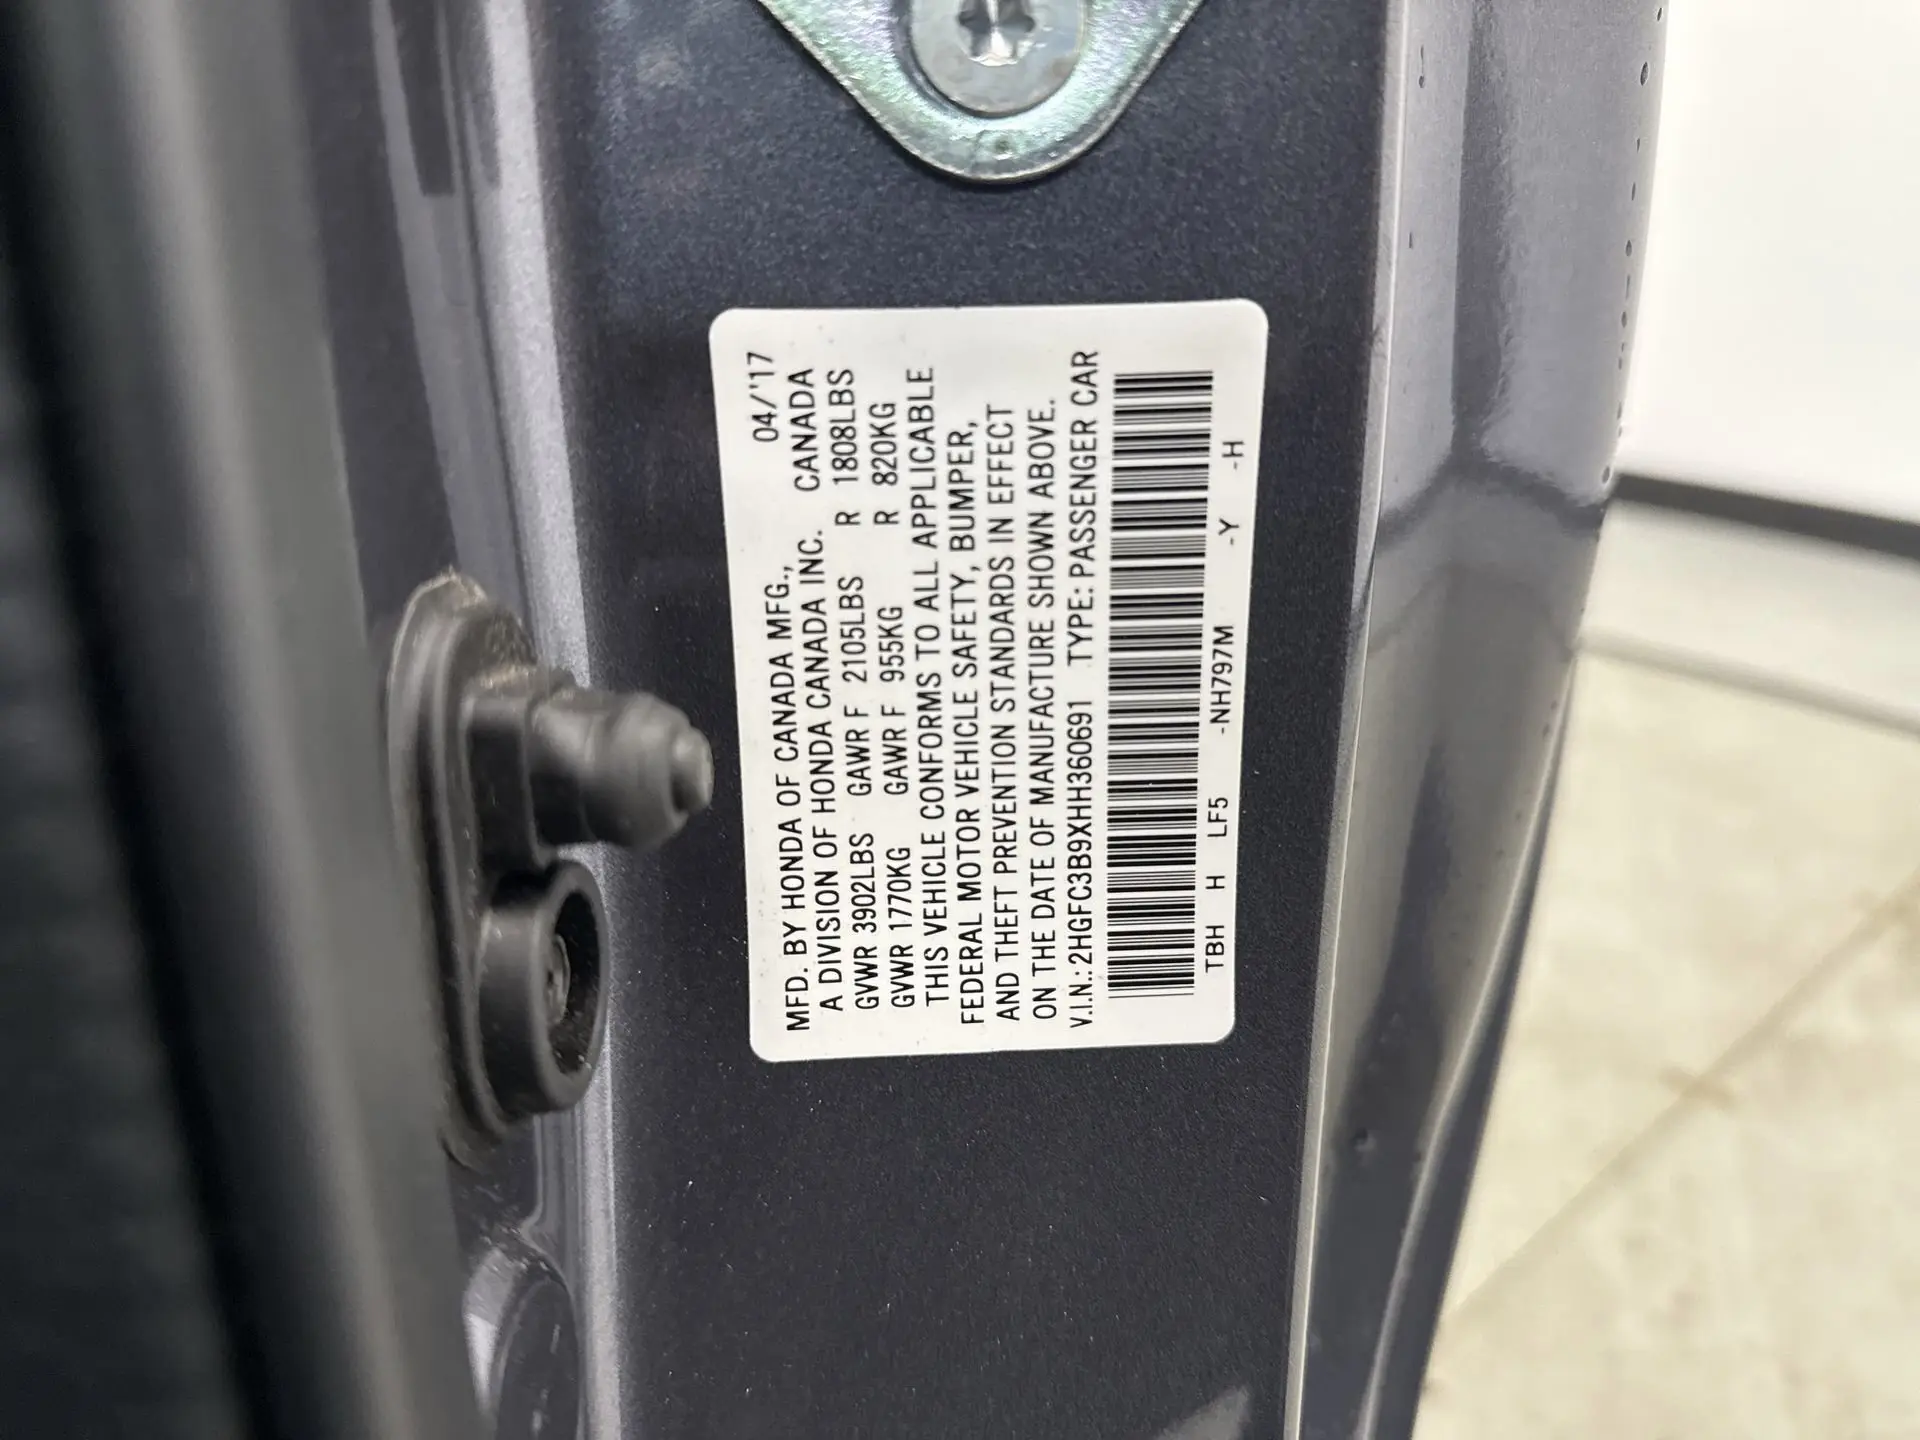 04/'17
MFD. BY HONDA OF CANADA MFG.,
A DIVISION OF HONDA CANADA INC. CANADA
GVWR 3902LBS GAWR F 2105LBS R 1808LBS
GVWR 1770KG GAWR F 955KG R 820KG
THIS VEHICLE CONFORMS TO ALL APPLICABLE
FEDERAL MOTOR VEHICLE SAFETY, BUMPER,
AND THEFT PREVENTION STANDARDS IN EFFECT
ON THE DATE OF MANUFACTURE SHOWN ABOVE.
V.I.N.: 2HGFC3B9XHH360691 TYPE: PASSENGER CAR
TBH H LF5 -NH797M -Y -H